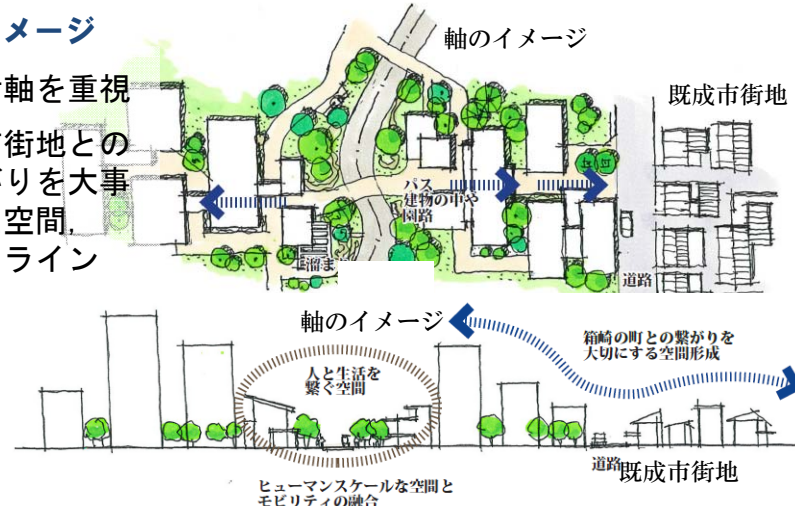 メージ
軸を重視
街地との
がりを大事
空間,
ライン
軸のイメージ
既成市街地
パス
建物の中や
園路
溜ま
道路
軸のイメージ
箱崎の町との繋がりを
大切にする空間形成
人と生活を
繋ぐ空間
道路
既成市街地
ヒューマンスケールな空間と
モビリティの融合